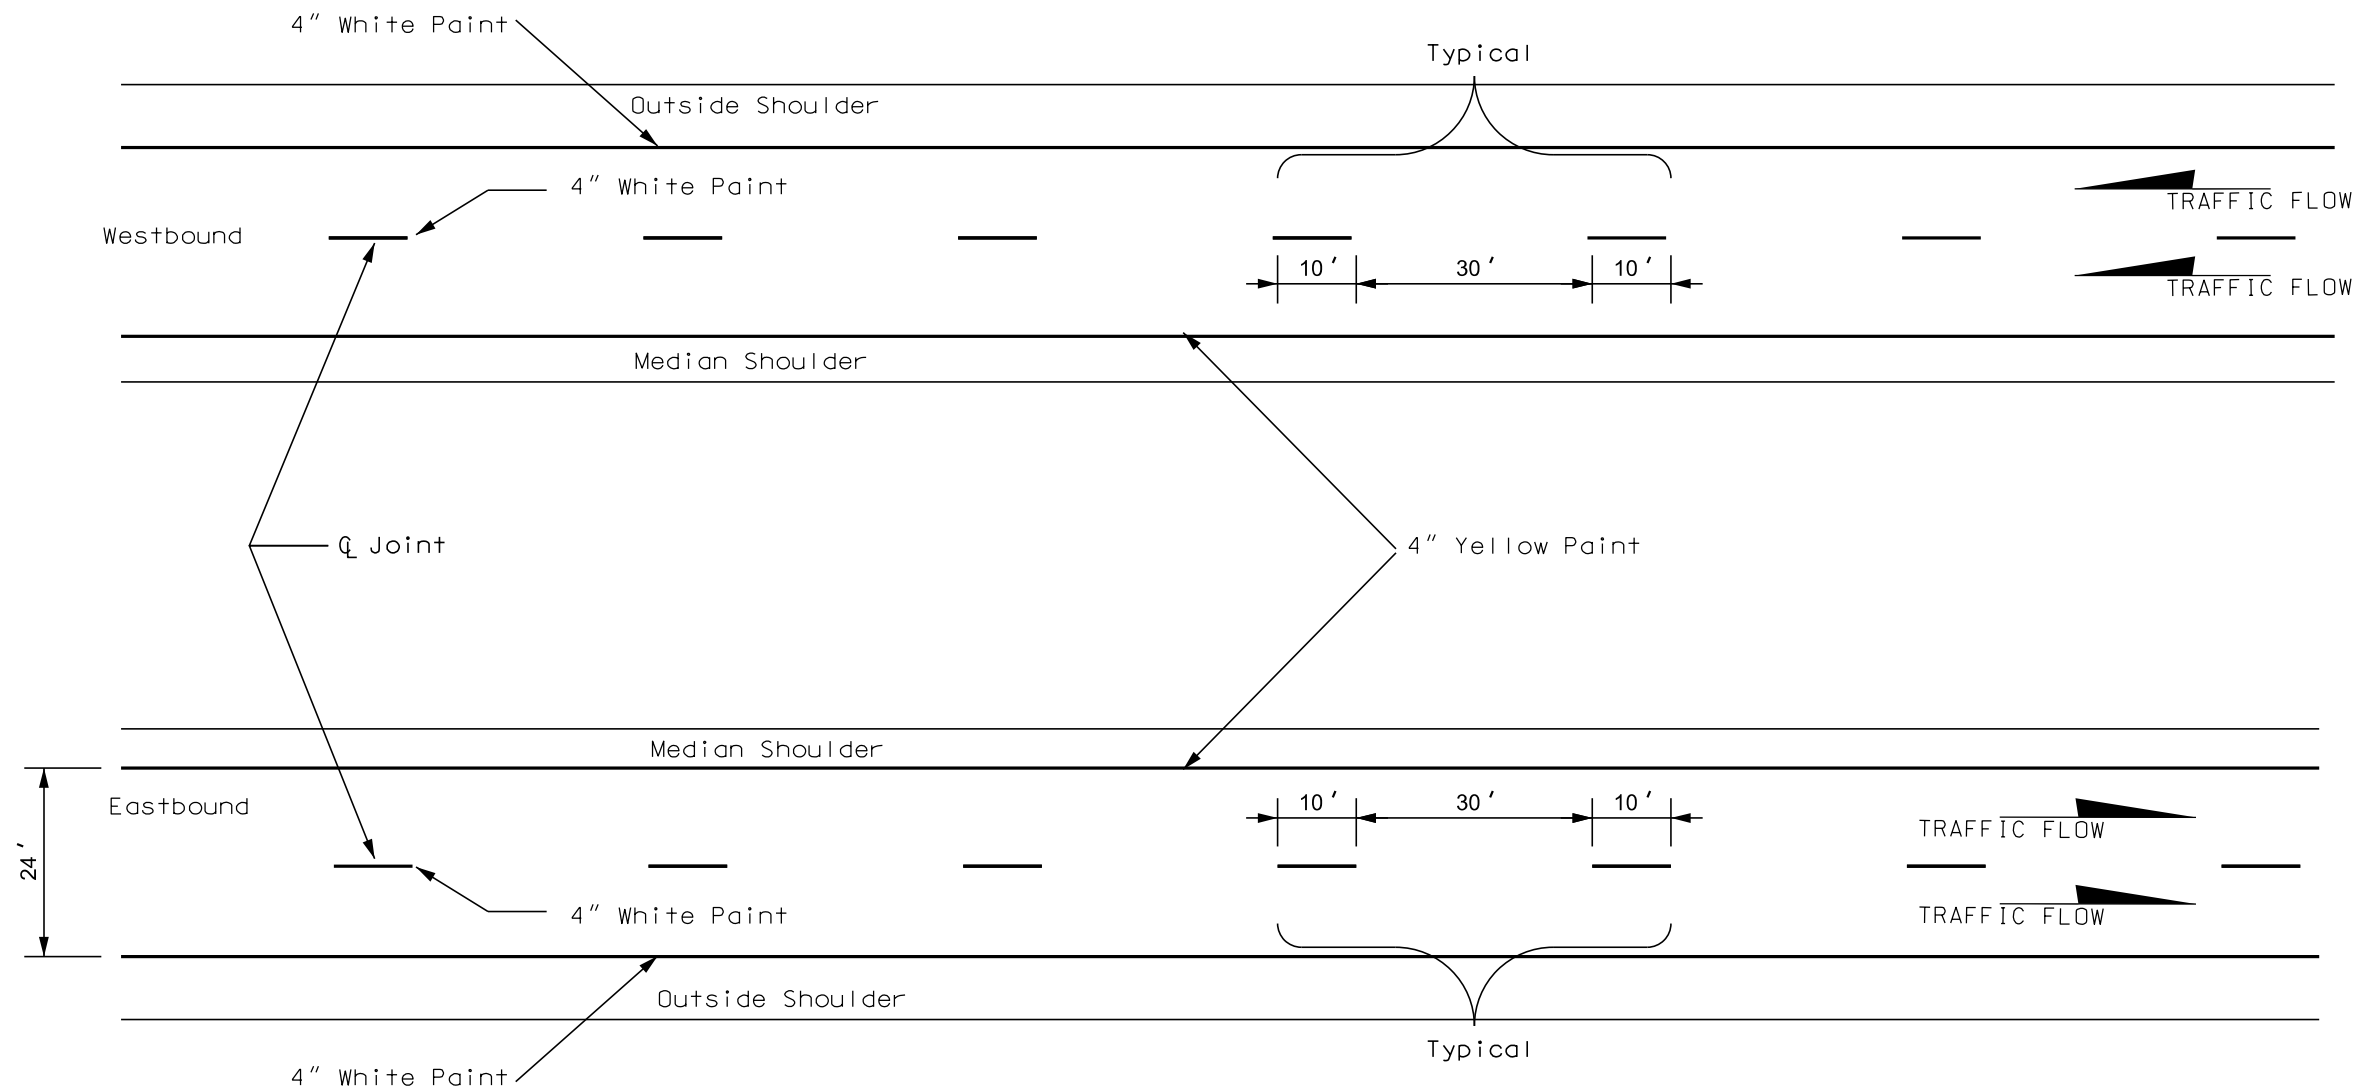 4" White Paint
Typical
Outside Shoulder
4" White Paint
TRAFFIC FLOW
Westbound
10' 30' 10'
TRAFFIC FLOW
Median Shoulder
℄ Joint
4" Yellow Paint
Median Shoulder
Eastbound
10' 30' 10'
TRAFFIC FLOW
24'
4" White Paint
TRAFFIC FLOW
Outside Shoulder
Typical
4" White Paint